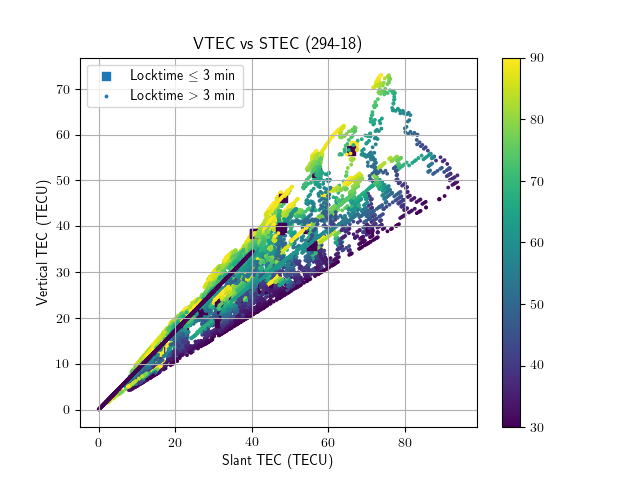 VTEC vs STEC (294-18)
Locktime ≤ 3 min
Locktime > 3 min
Vertical TEC (TECU)
70
60
50
40
30
20
10
0
0 20 40 60 80
Slant TEC (TECU)
90
80
70
60
50
40
30